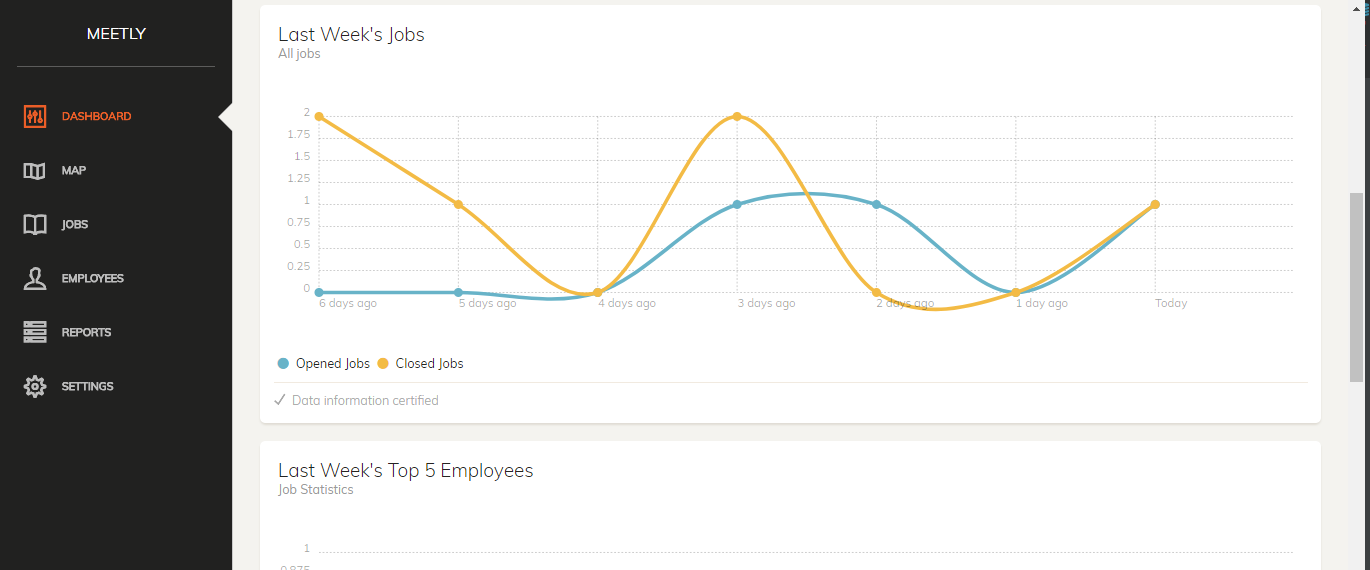 MEETLY
DASHBOARD
MAP
JOBS
EMPLOYEES
REPORTS
SETTINGS
Last Week's Jobs
All jobs
2
1.75
1.5
1.25
1
0.75
0.5
0.25
0
6 days ago 5 days ago 4 days ago 3 days ago 2 days ago 1 day ago Today
Opened Jobs Closed Jobs
Data information certified
Last Week's Top 5 Employees
Job Statistics
1
0.875